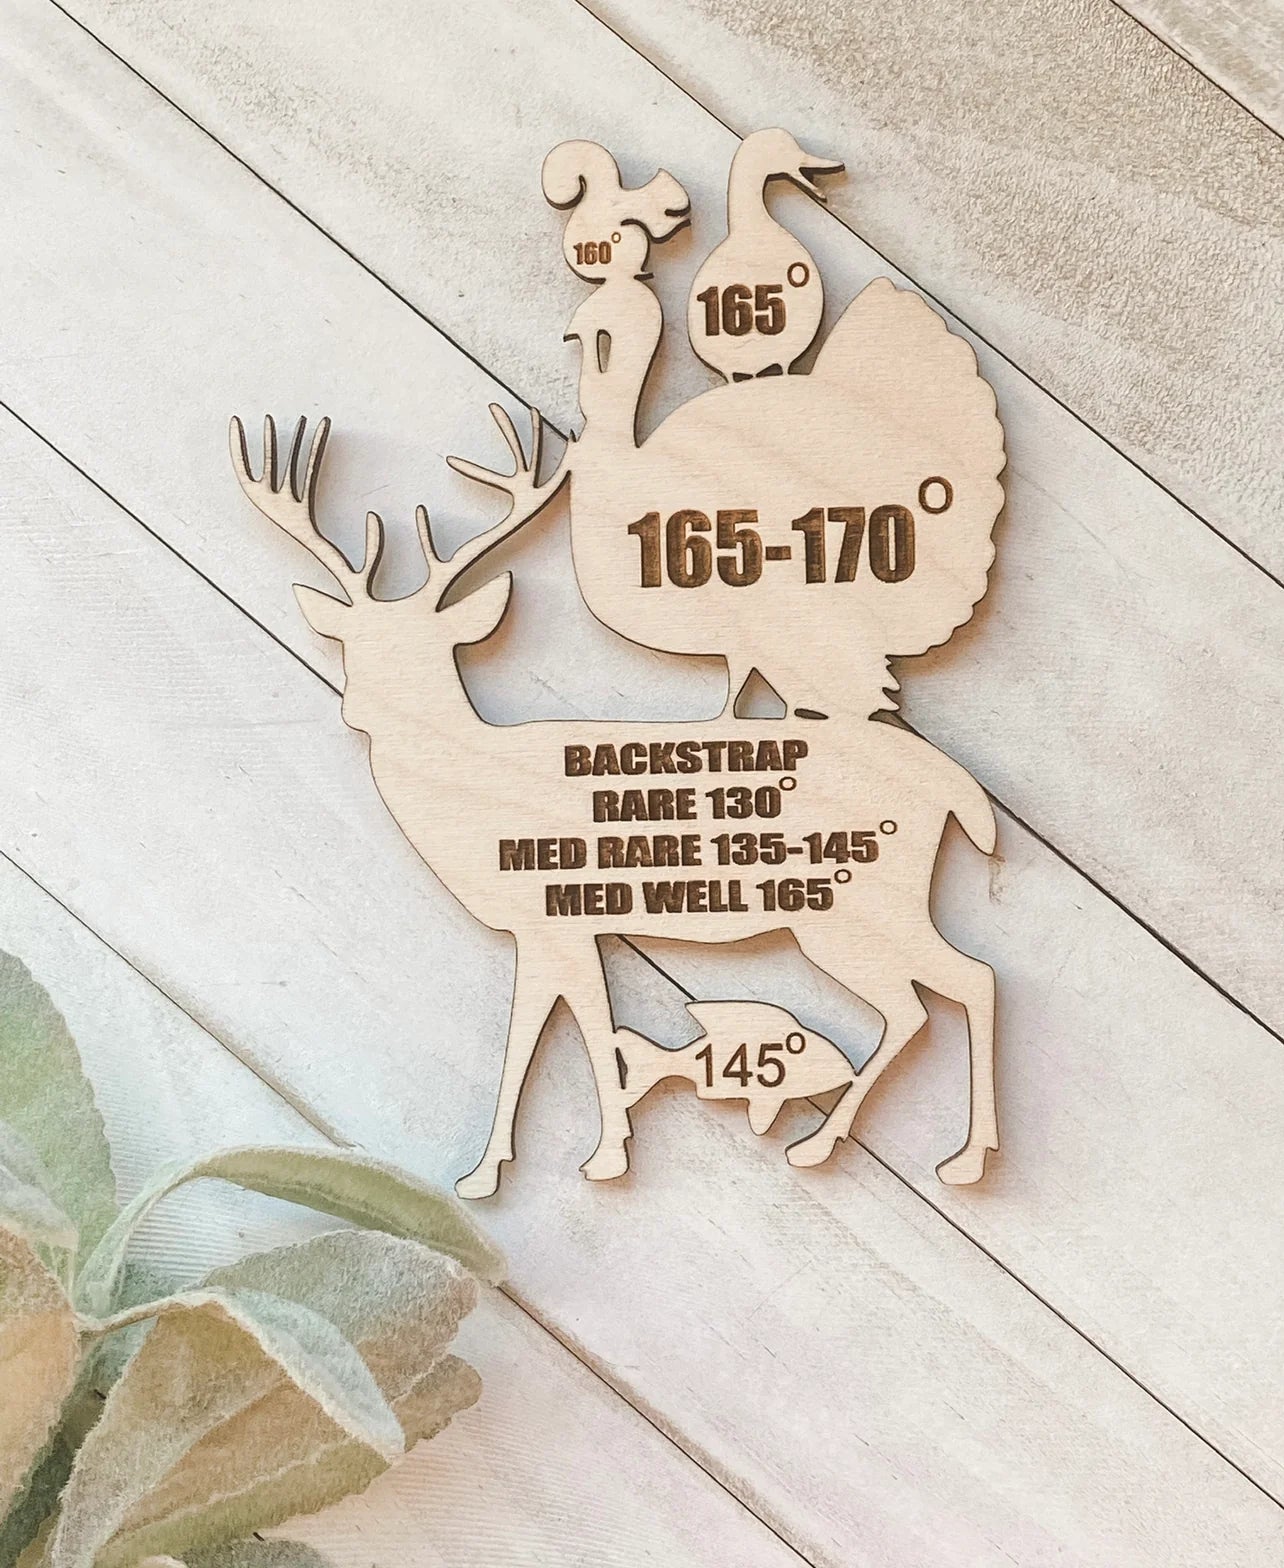 160°
165°
165-170°
BACKSTRAP
RARE 130°
MED RARE 135-145°
MED WELL 165°
145°